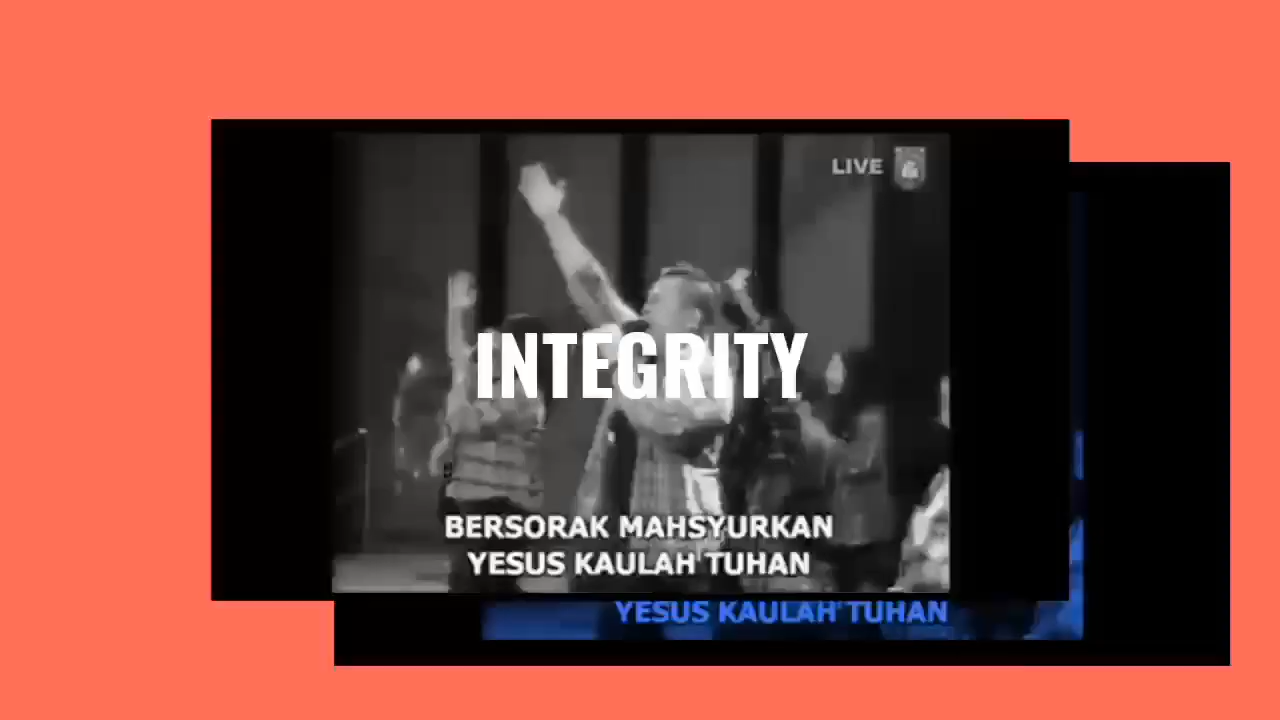 LIVE
INTEGRITY
BERSORAK MAHSYURKAN
YESUS KAULAH TUHAN
YESUS KAULAH TUHAN